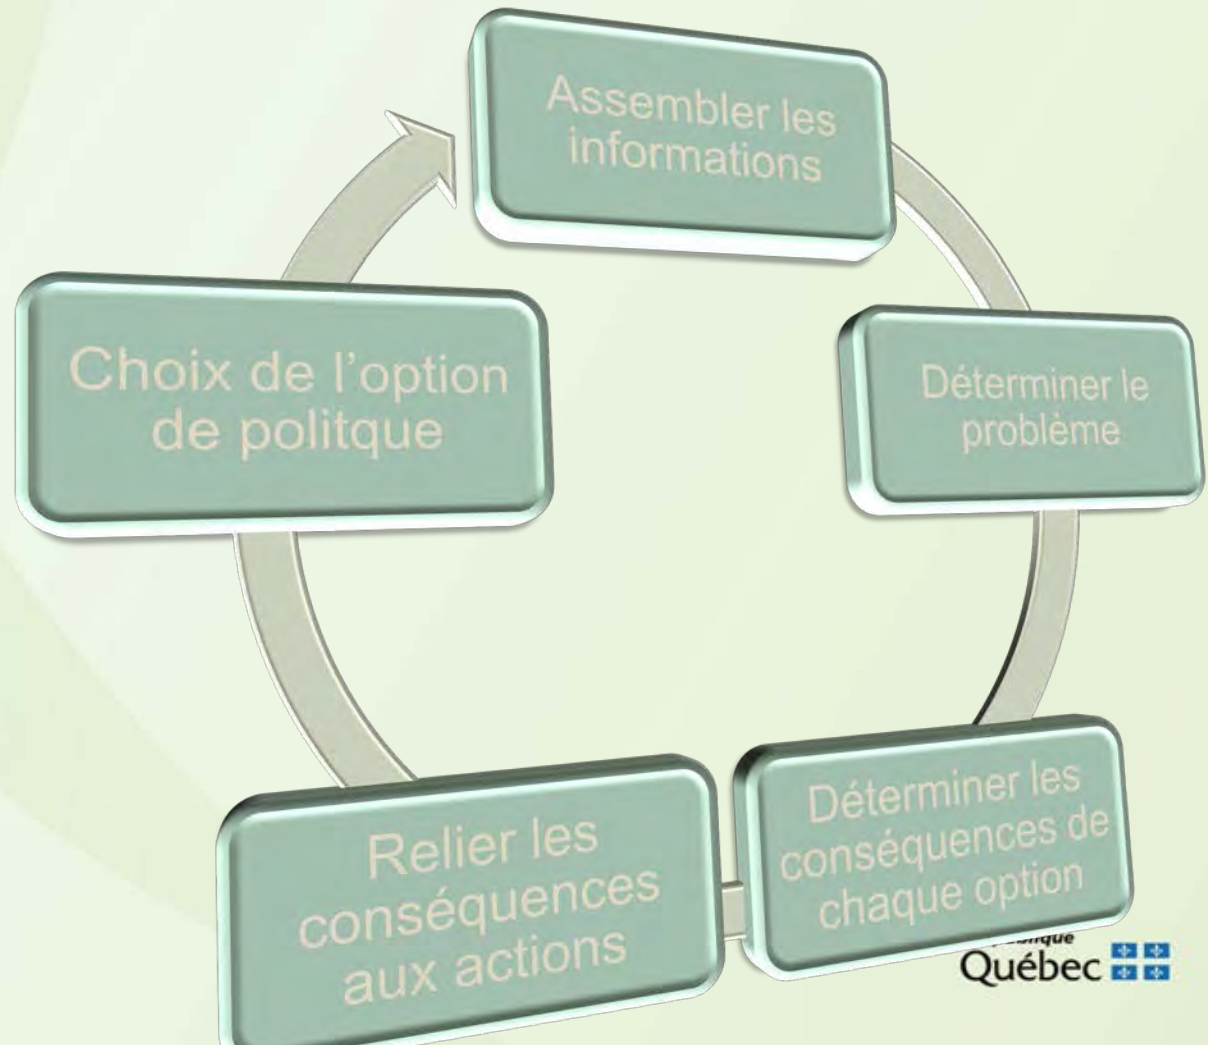 Assembler les
informations
Déterminer le
problème
Déterminer les
conséquences de
chaque option
Relier les
conséquences
aux actions
Choix de l'option
de politque
Québec